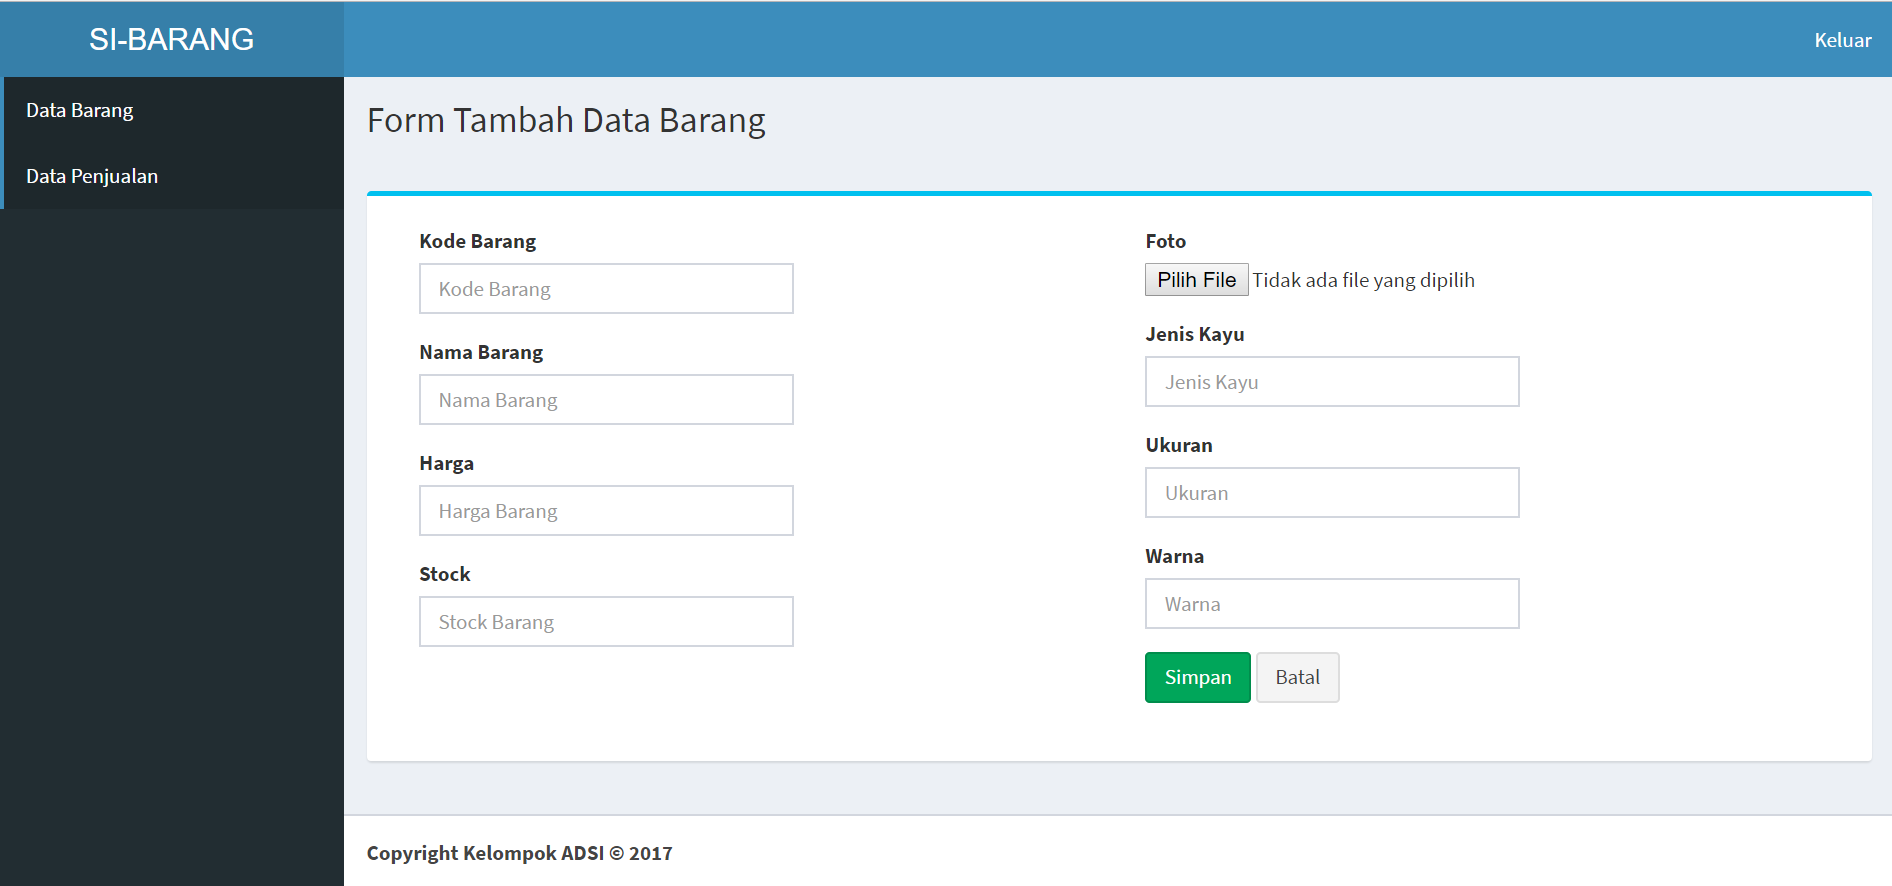 SI-BARANG
Keluar
Data Barang
Data Penjualan
Form Tambah Data Barang
Kode Barang
Kode Barang
Nama Barang
Nama Barang
Harga
Harga Barang
Stock
Stock Barang
Foto
Pilih File Tidak ada file yang dipilih
Jenis Kayu
Jenis Kayu
Ukuran
Ukuran
Warna
Warna
Simpan Batal
Copyright Kelompok ADSI © 2017